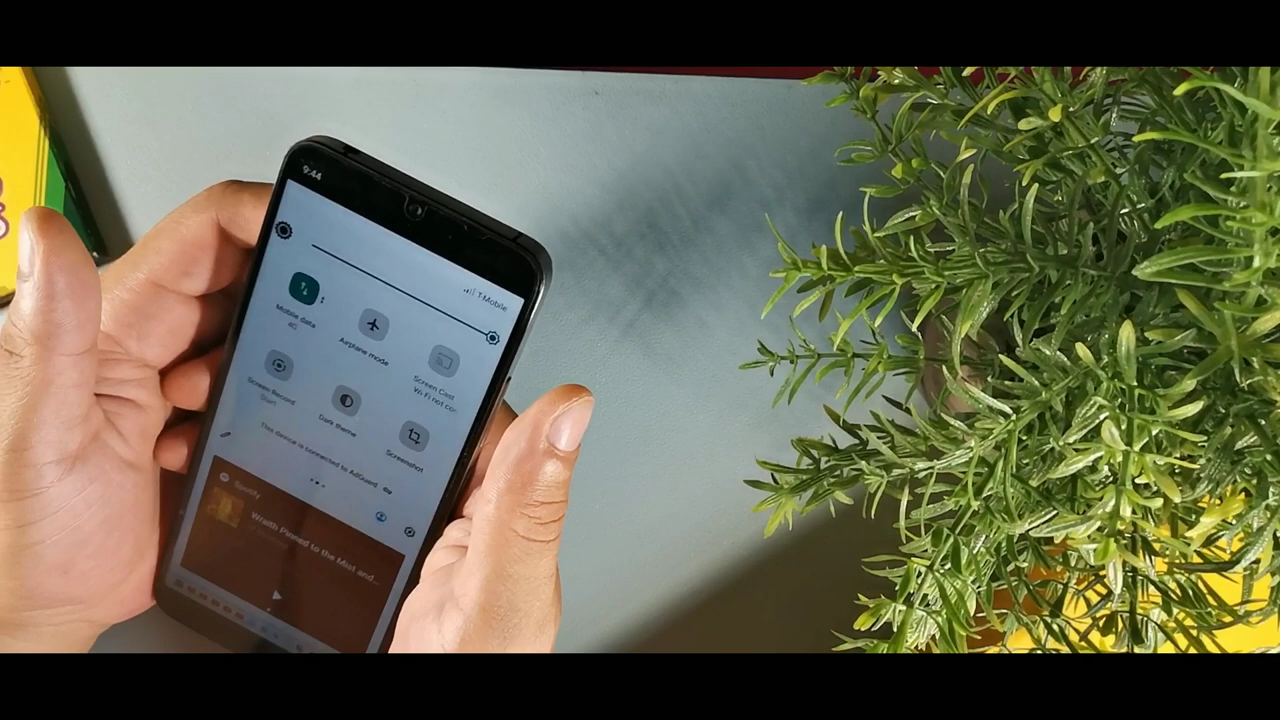 9:44
T-Mobile
Mobile data
4G
Airplane mode
Screen Cast
Wi-Fi not con
Screen Record
Start
Dark theme
Screenshot
This device is connected to AdGuard
Spotify
Wraith Pinned to the Mist and...